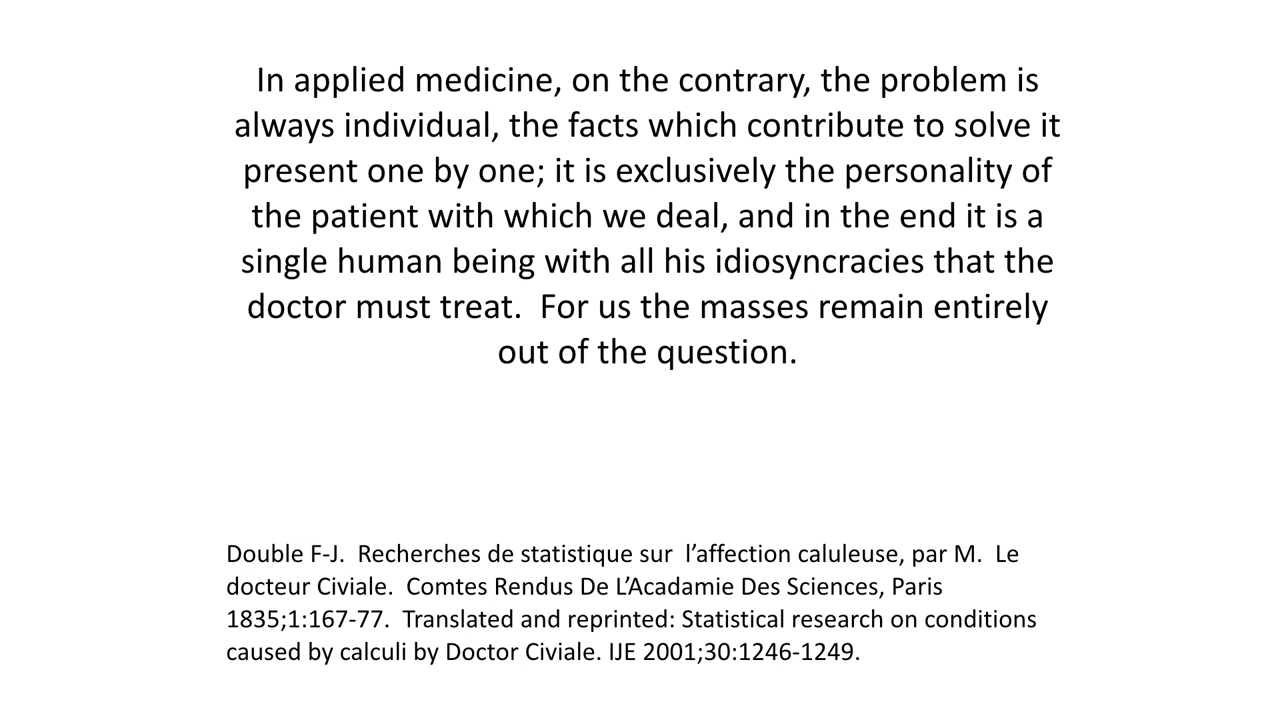 In applied medicine, on the contrary, the problem is
always individual, the facts which contribute to solve it
present one by one; it is exclusively the personality of
the patient with which we deal, and in the end it is a
single human being with all his idiosyncracies that the
doctor must treat.  For us the masses remain entirely
out of the question.
Double F-J.  Recherches de statistique sur  l’affection caluleuse, par M.  Le
docteur Civiale.  Comtes Rendus De L’Acadamie Des Sciences, Paris
1835;1:167-77.  Translated and reprinted: Statistical research on conditions
caused by calculi by Doctor Civiale. IJE 2001;30:1246-1249.